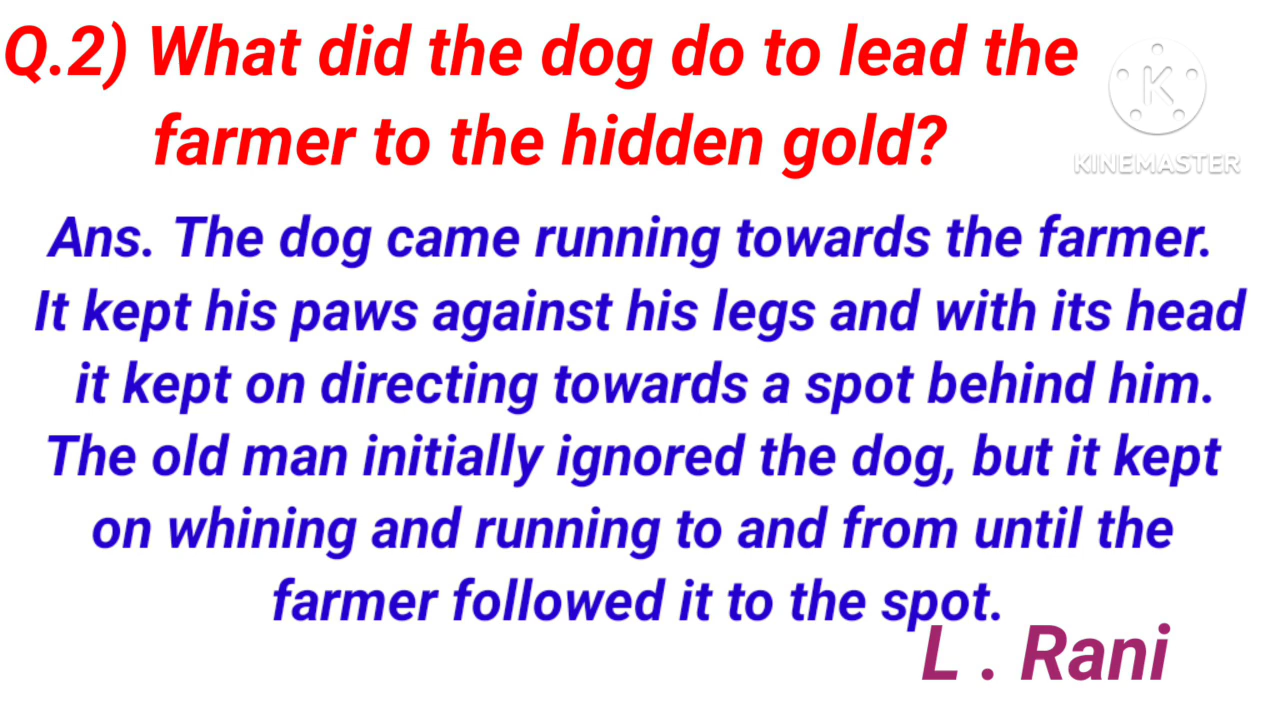 Q.2) What did the dog do to lead the
farmer to the hidden gold?
K
KINEMASTER
Ans. The dog came running towards the farmer.
It kept his paws against his legs and with its head
it kept on directing towards a spot behind him.
The old man initially ignored the dog, but it kept
on whining and running to and from until the
farmer followed it to the spot.
L . Rani